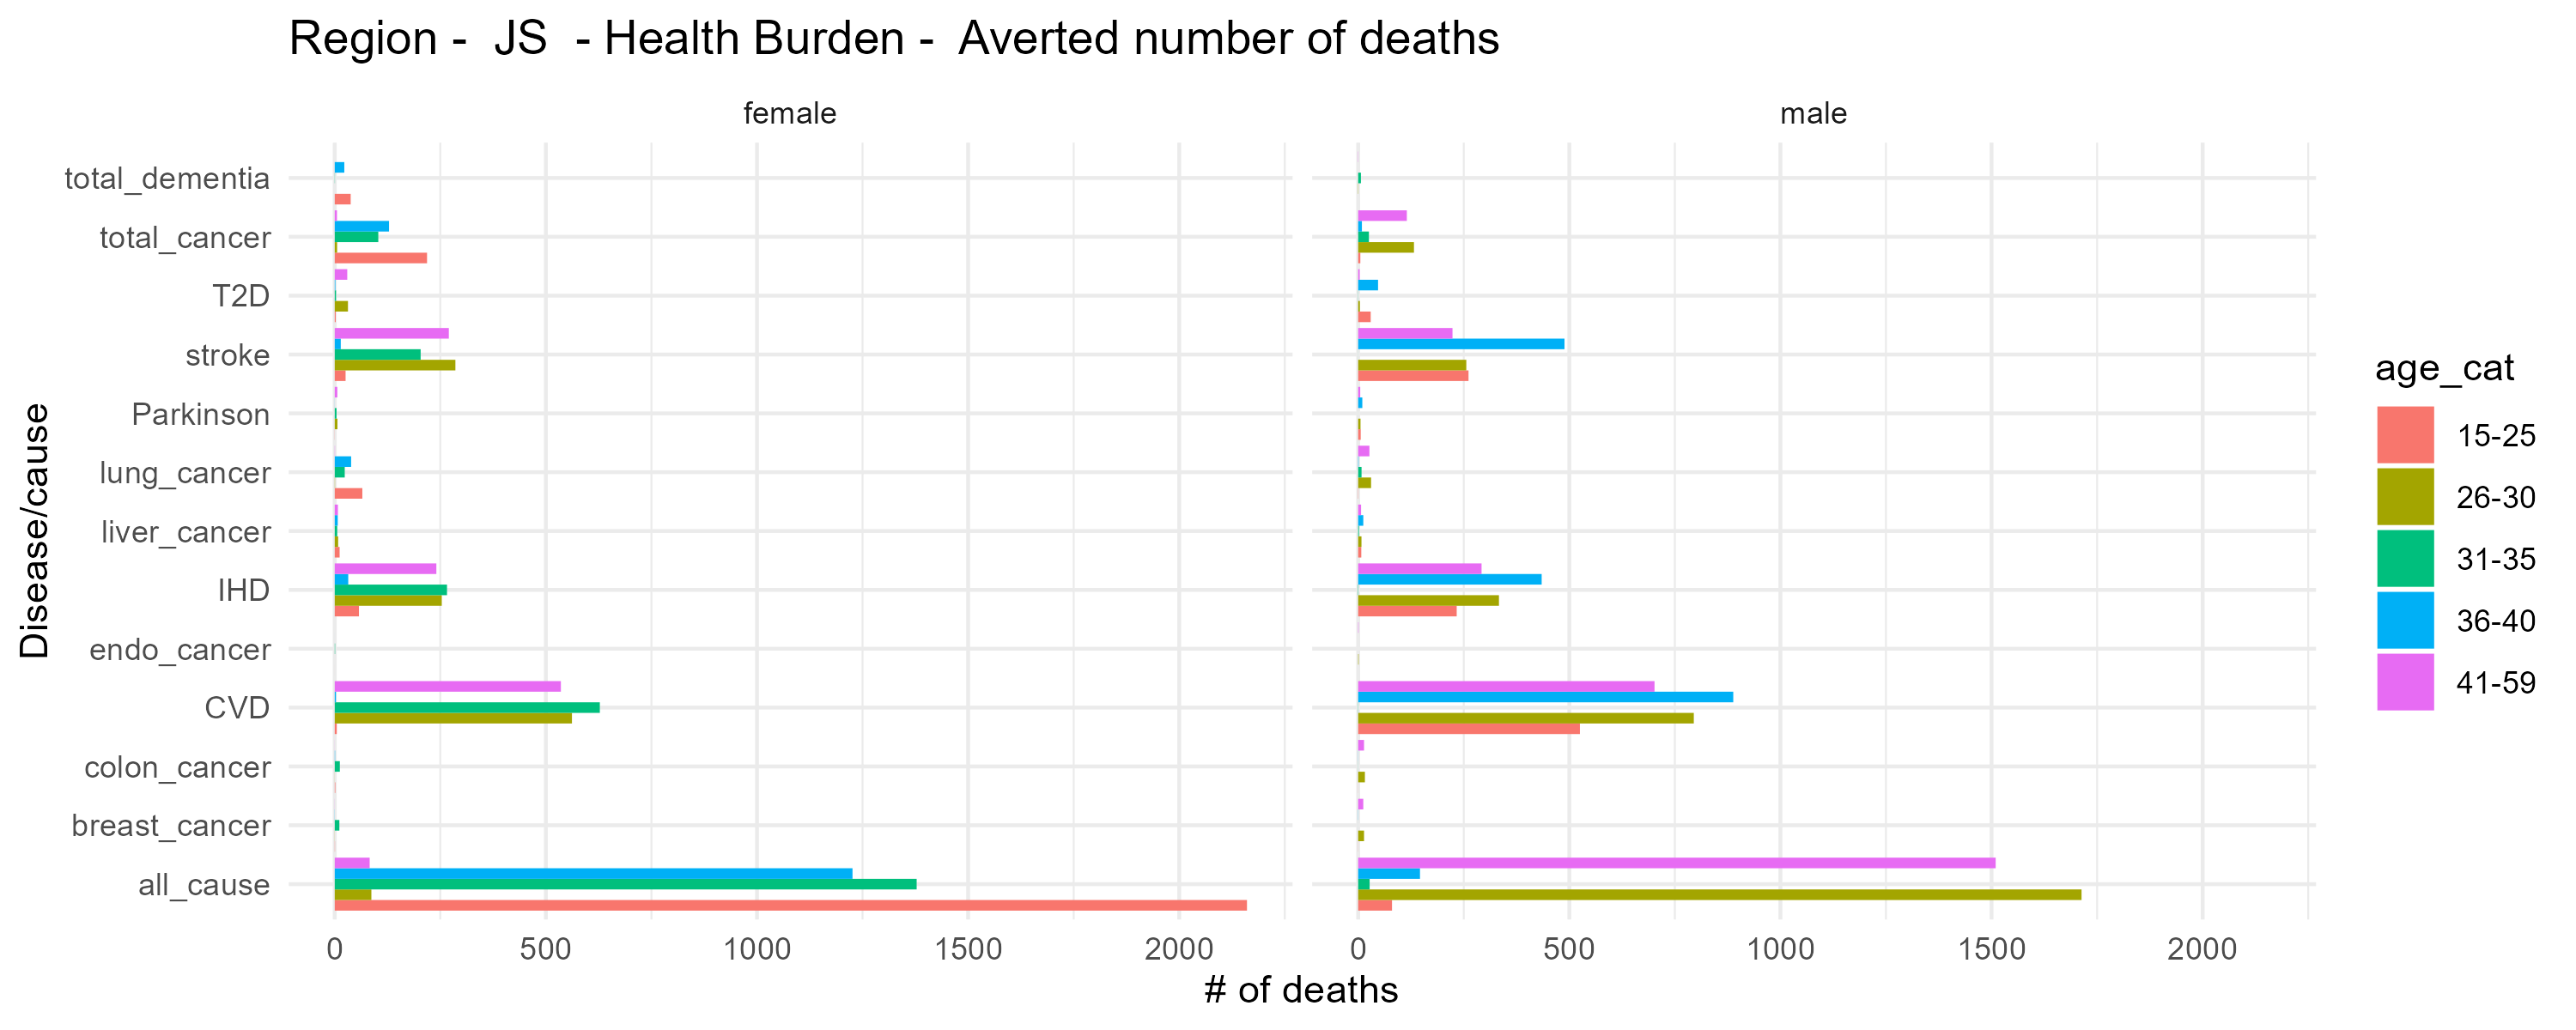 Region -  JS  - Health Burden -  Averted number of deaths
female
male
Disease/cause
total_dementia
total_cancer
T2D
stroke
Parkinson
lung_cancer
liver_cancer
IHD
endo_cancer
CVD
colon_cancer
breast_cancer
all_cause
0 500 1000 1500 2000
0 500 1000 1500 2000
# of deaths
age_cat
15-25
26-30
31-35
36-40
41-59